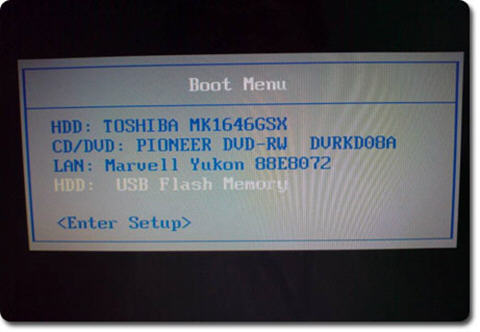 Boot Menu
HDD: TOSHIBA MK1646GSX
CD/DVD: PIONEER DVD-RW DVRKD08A
LAN: Marvell Yukon 88E8072
HDD: USB Flash Memory
<Enter Setup>